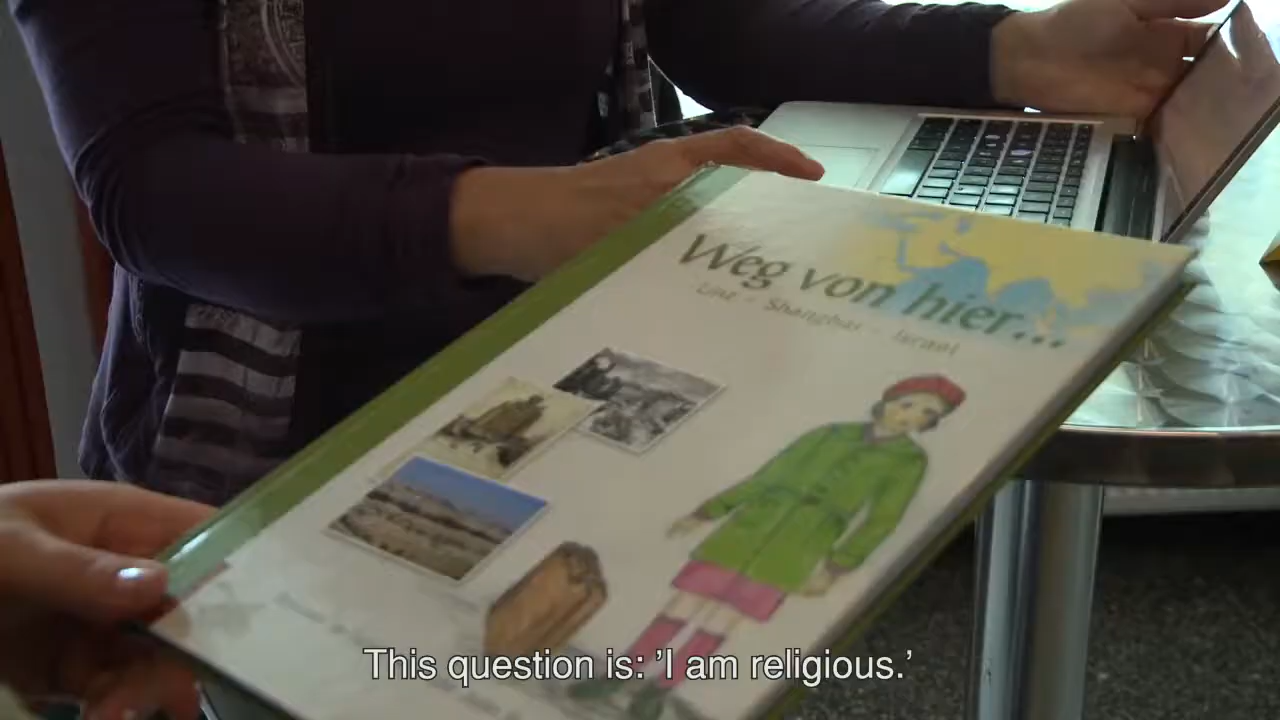 Weg von hier...
Linz - Shanghai - Israel
This question is: 'I am religious.'